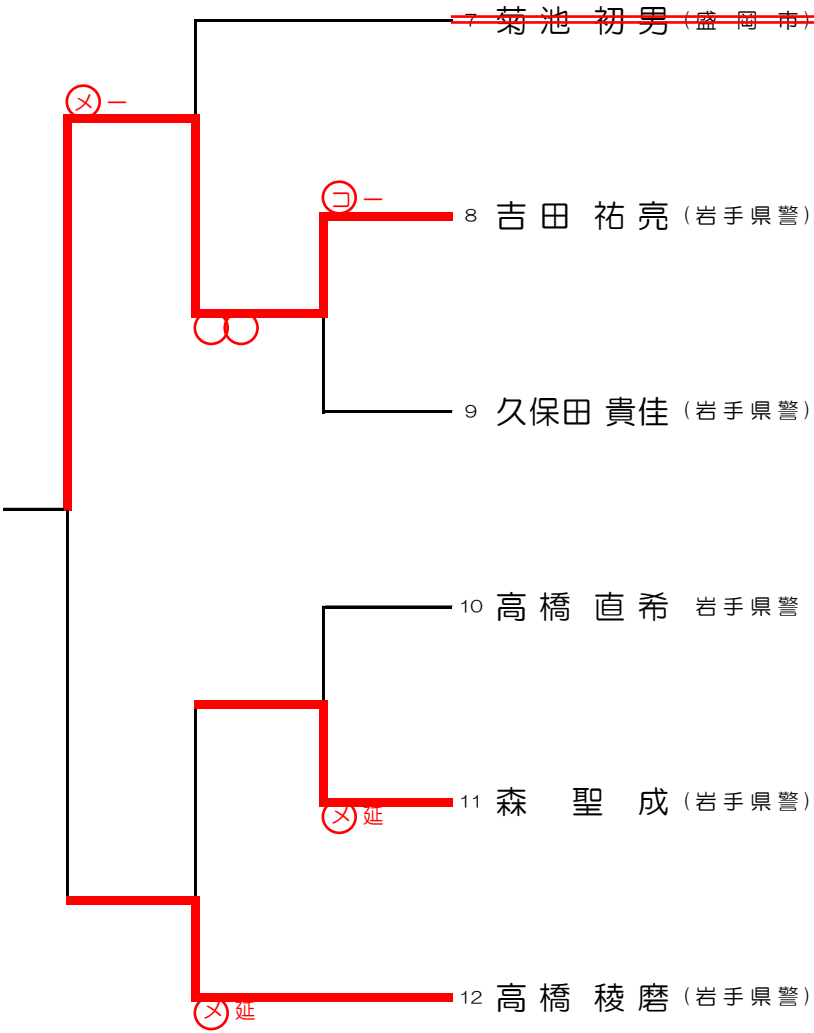 7 菊池 初男 (盛岡市)
メ 一
コ 一
8 吉田 祐亮 (岩手県警)
9 久保田 貴佳 (岩手県警)
10 高橋 直希 岩手県警
11 森 聖成 (岩手県警)
メ 延
12 高橋 稜磨 (岩手県警)
メ 延